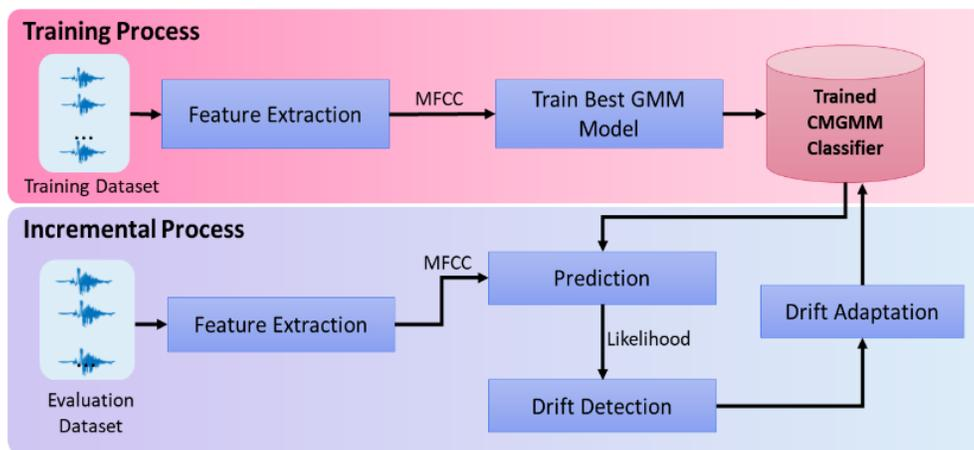 Training Process
...
Training Dataset
Feature Extraction
MFCC
Train Best GMM
Model
Trained
CMGMM
Classifier
Incremental Process
...
Evaluation
Dataset
Feature Extraction
MFCC
Prediction
Likelihood
Drift Detection
Drift Adaptation